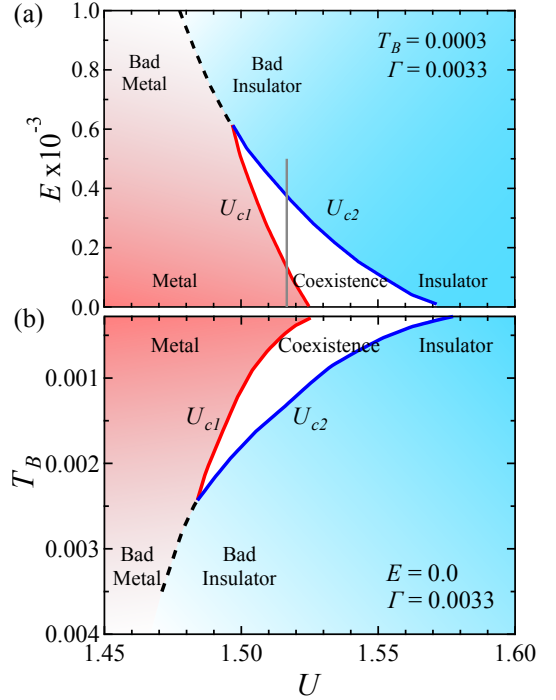 (a)
1.0
0.8
0.6
0.4
0.2
0.0
E x10⁻³
Bad
Metal
Bad
Insulator
T_B = 0.0003
Γ = 0.0033
U_c1
U_c2
Metal
Coexistence
Insulator
(b)
0.001
0.002
0.003
0.004
T_B
Metal
Coexistence
Insulator
U_c1
U_c2
Bad
Metal
Bad
Insulator
E = 0.0
Γ = 0.0033
1.45
1.50
1.55
1.60
U